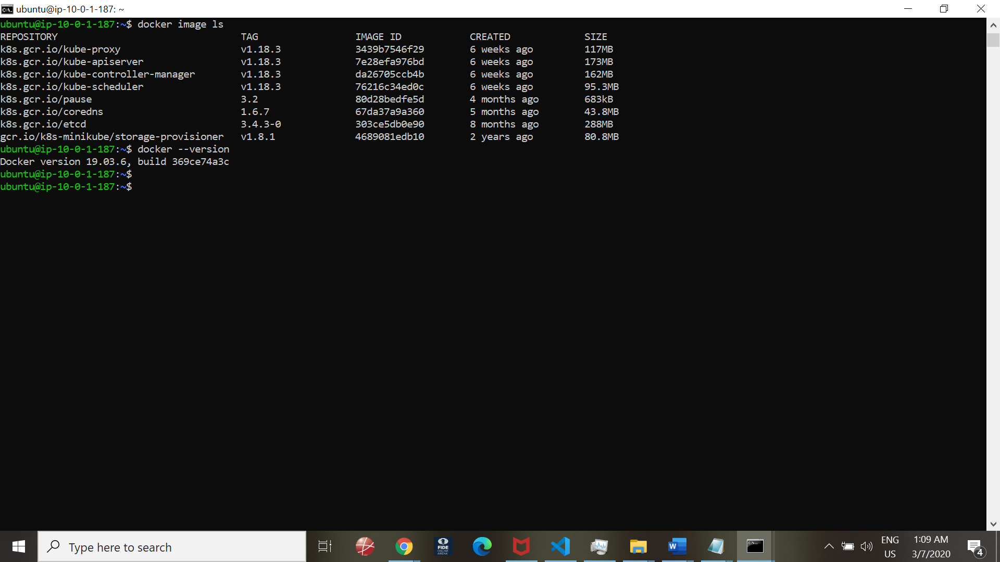 ubuntu@ip-10-0-1-187: ~
ubuntu@ip-10-0-1-187:~$ docker image ls
REPOSITORY TAG IMAGE ID CREATED SIZE
k8s.gcr.io/kube-proxy v1.18.3 3439b7546f29 6 weeks ago 117MB
k8s.gcr.io/kube-apiserver v1.18.3 7e28efa976bd 6 weeks ago 173MB
k8s.gcr.io/kube-controller-manager v1.18.3 da26705ccb4b 6 weeks ago 162MB
k8s.gcr.io/kube-scheduler v1.18.3 76216c34ed0c 6 weeks ago 95.3MB
k8s.gcr.io/pause 3.2 80d28bedfe5d 4 months ago 683kB
k8s.gcr.io/coredns 1.6.7 67da37a9a360 5 months ago 43.8MB
k8s.gcr.io/etcd 3.4.3-0 303ce5db0e90 8 months ago 288MB
gcr.io/k8s-minikube/storage-provisioner v1.8.1 4689081edb10 2 years ago 80.8MB
ubuntu@ip-10-0-1-187:~$ docker --version
Docker version 19.03.6, build 369ce74a3c
ubuntu@ip-10-0-1-187:~$
ubuntu@ip-10-0-1-187:~$
Type here to search
FIDE
ONLINE
ARENA
W
ENG
US
1:09 AM
3/7/2020
4